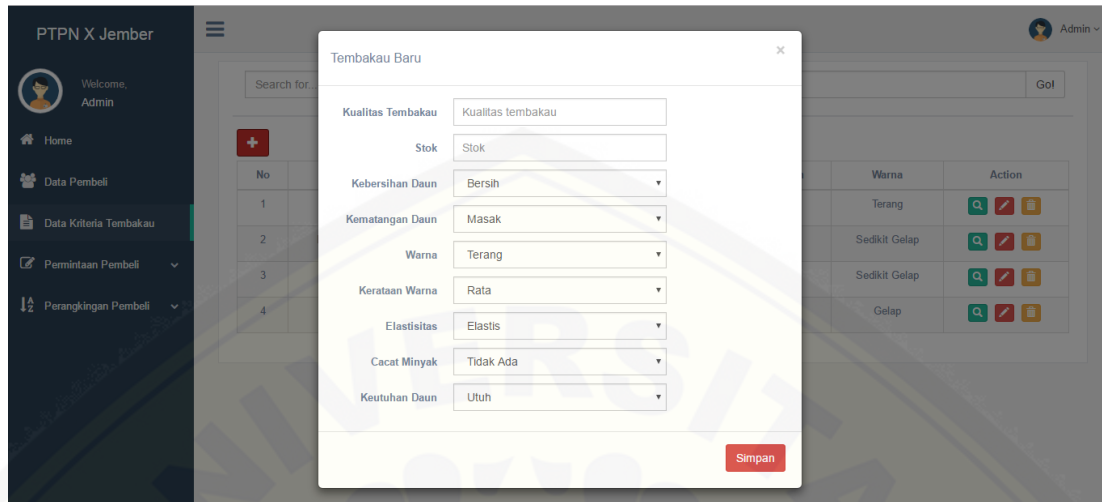 PTPN X Jember
Admin
Welcome,
Admin
Home
Data Pembeli
Data Kriteria Tembakau
Permintaan Pembeli
Perangkingan Pembeli
Search for...
Go!
No Warna Action
1 Terang
2 Sedikit Gelap
3 Sedikit Gelap
4 Gelap
Tembakau Baru ×
Kualitas Tembakau Kualitas tembakau
Stok Stok
Kebersihan Daun Bersih
Kematangan Daun Masak
Warna Terang
Kerataan Warna Rata
Elastisitas Elastis
Cacat Minyak Tidak Ada
Keutuhan Daun Utuh
Simpan